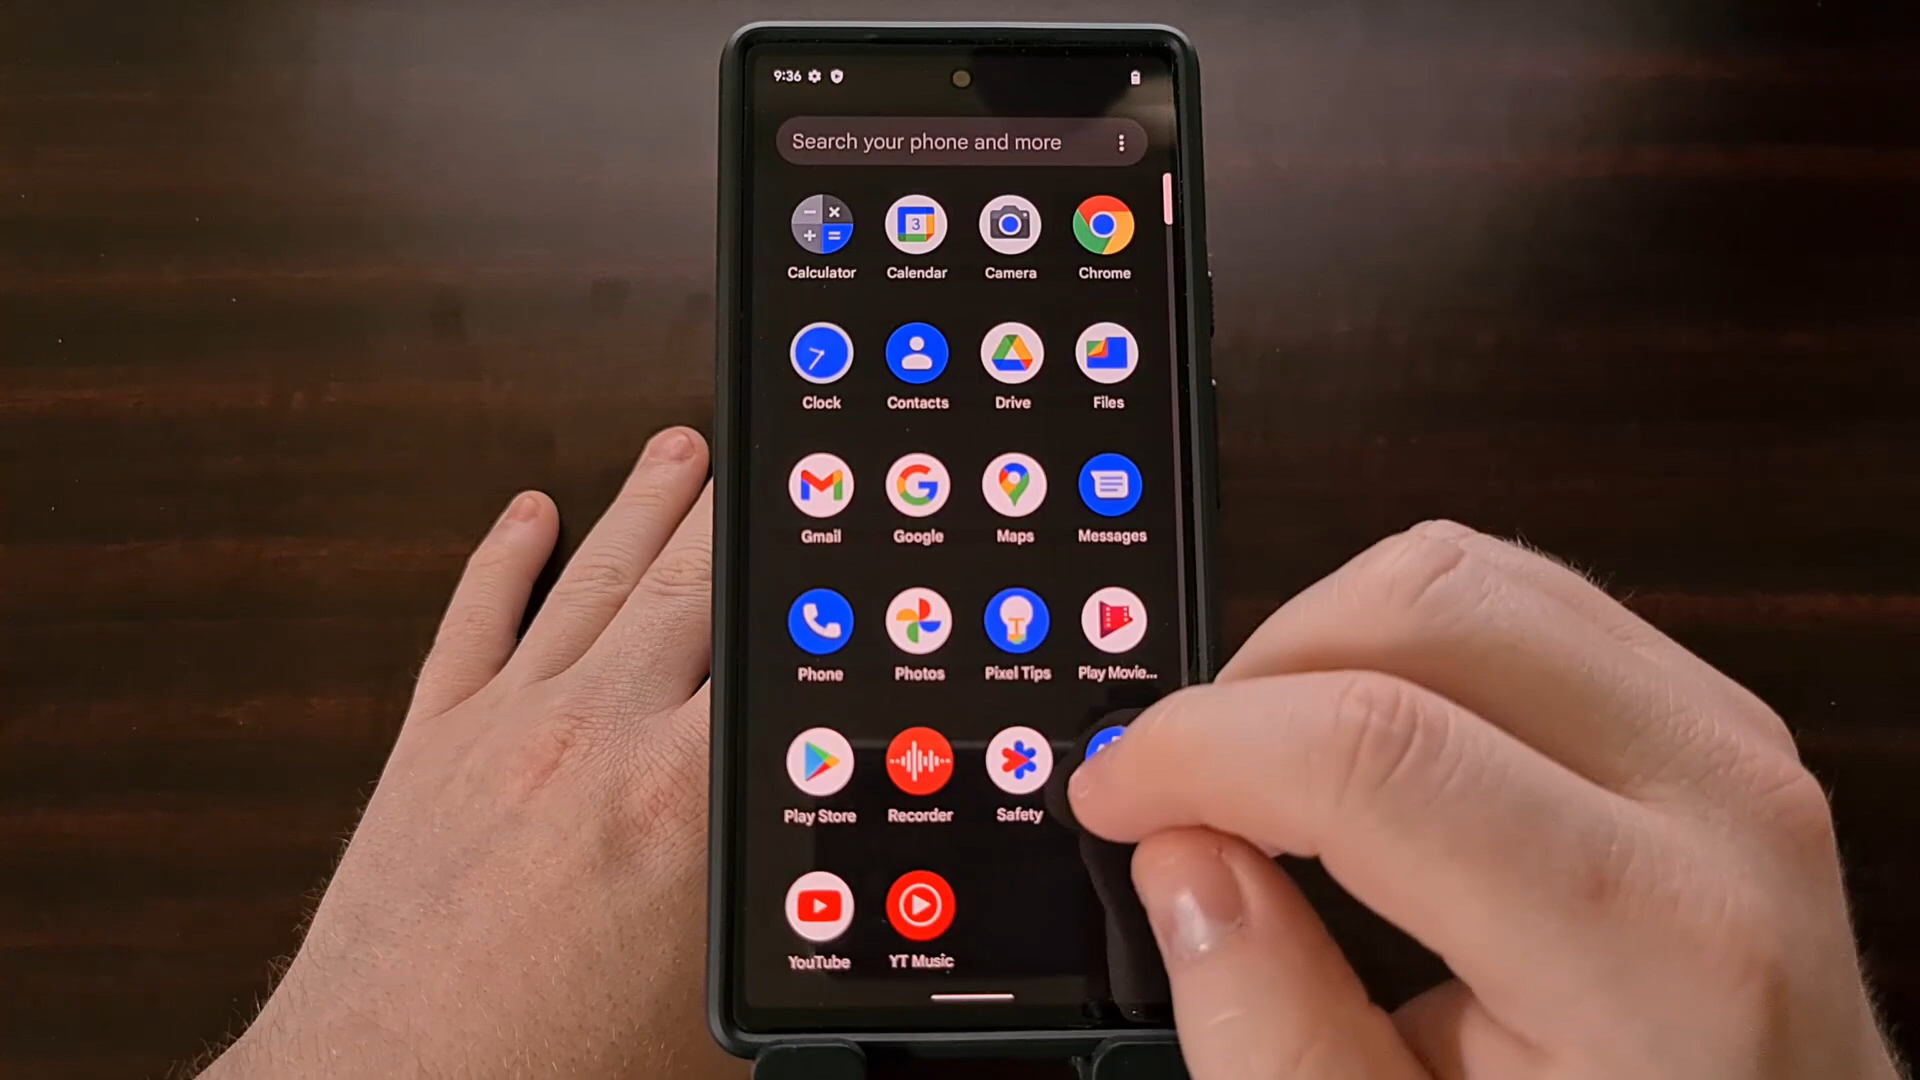 9:36
Search your phone and more
3
Calculator Calendar Camera Chrome
Clock Contacts Drive Files
Gmail Google Maps Messages
Phone Photos Pixel Tips Play Movie...
Play Store Recorder Safety
YouTube YT Music